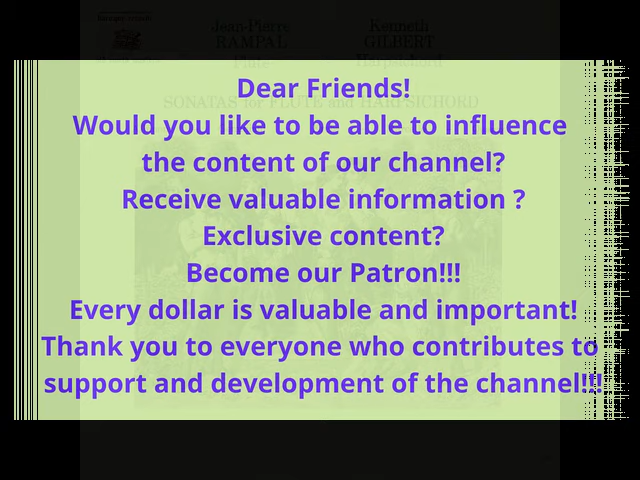 Jean-Pierre
RAMPAL
Flute
Kenneth
GILBERT
Harpsichord
SONATAS for FLUTE and HARPSICHORD
Dear Friends!
Would you like to be able to influence
the content of our channel?
Receive valuable information ?
Exclusive content?
Become our Patron!!!
Every dollar is valuable and important!
Thank you to everyone who contributes to
support and development of the channel!!!